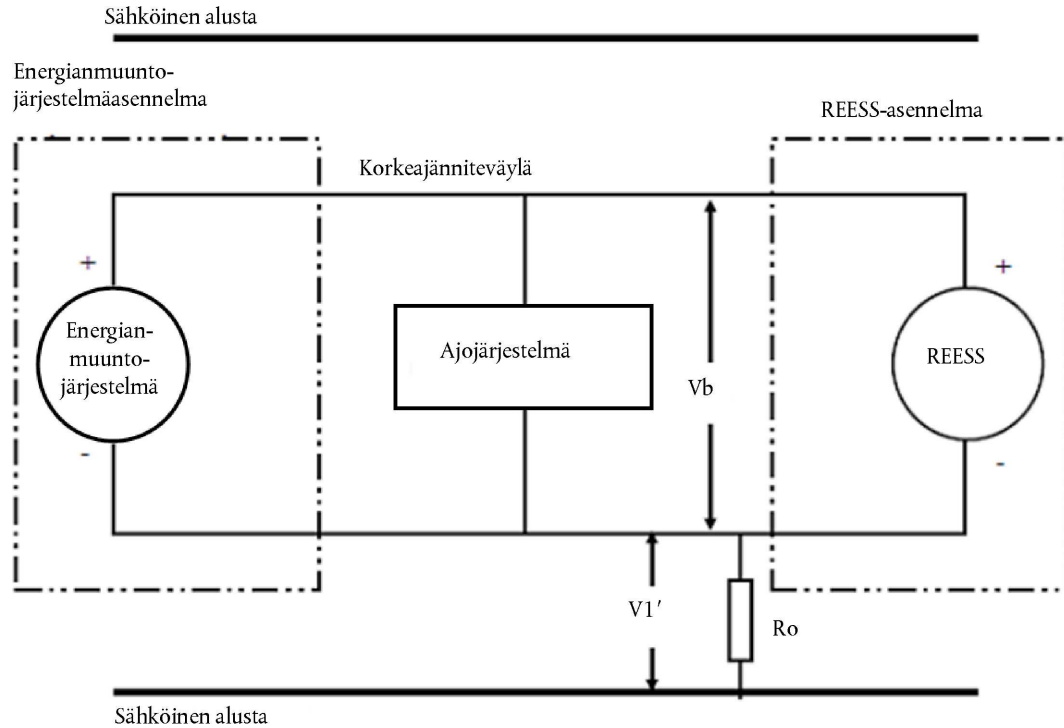 Sähköinen alusta
Energianmuunto-
järjestelmäasennelma
REESS-asennelma
Korkeajänniteväylä
+
+
Energian-
muunto-
järjestelmä
Ajojärjestelmä
REESS
Vb
-
-
V1′
Ro
Sähköinen alusta